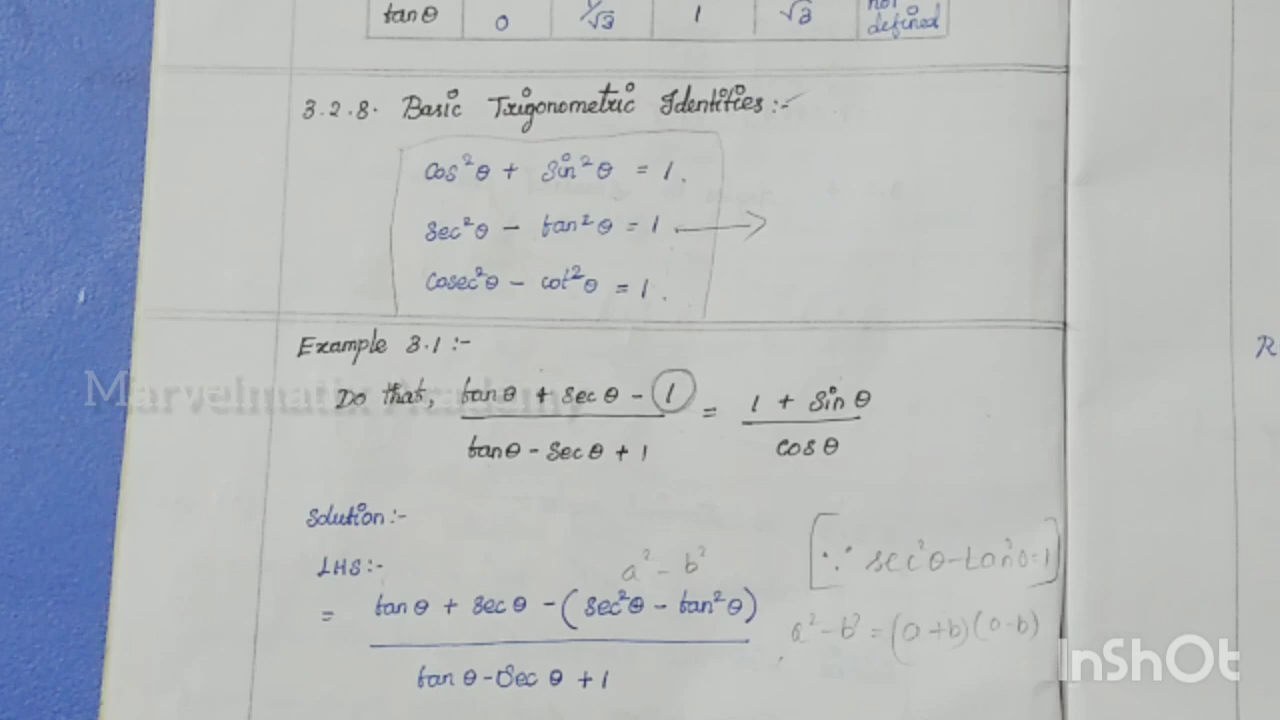 tanθ 0 1/√3 1 √3 not defined
3.2.8. Basic Trigonometric Identities:-
cos²θ + sin²θ = 1.
sec²θ - tan²θ = 1 →
cosec²θ - cot²θ = 1.
Example 3.1:-
Marvelmatix Academy
Do that, (tanθ + secθ - 1)/(tanθ - secθ + 1) = (1 + sinθ)/cosθ
Solution:-
LHS:-
a² - b² [∵ sec²θ - tan²θ = 1]
= (tanθ + secθ - (sec²θ - tan²θ))/(tanθ - secθ + 1)
a² - b² = (a+b)(a-b)
InShOt
R